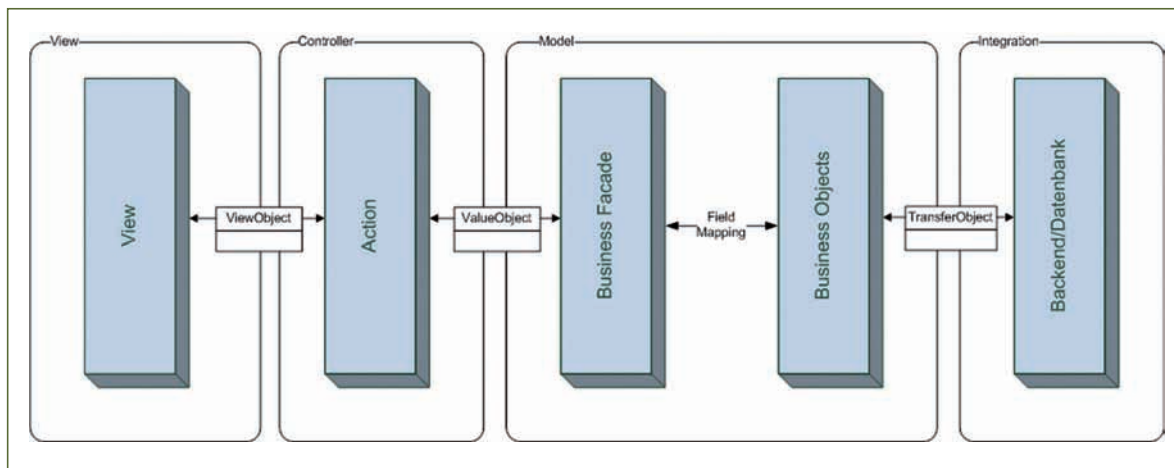 View
Controller
Model
Integration
View
ViewObject
Action
ValueObject
Business Facade
Field
Mapping
Business Objects
TransferObject
Backend/Datenbank